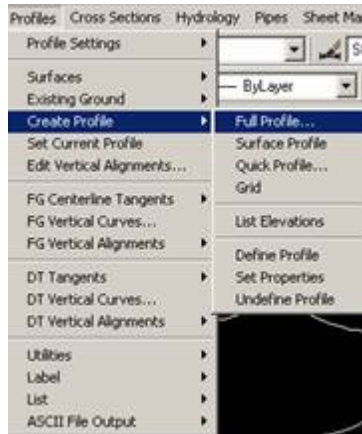 Profiles Cross Sections Hydrology Pipes Sheet Ma
Profile Settings
Surfaces
ByLayer
Existing Ground
Create Profile
Full Profile...
Set Current Profile
Surface Profile
Edit Vertical Alignments...
Quick Profile...
Grid
FG Centerline Tangents
FG Vertical Curves...
List Elevations
FG Vertical Alignments
Define Profile
DT Tangents
Set Properties
DT Vertical Curves...
Undefine Profile
DT Vertical Alignments
Utilities
Label
List
ASCII File Output